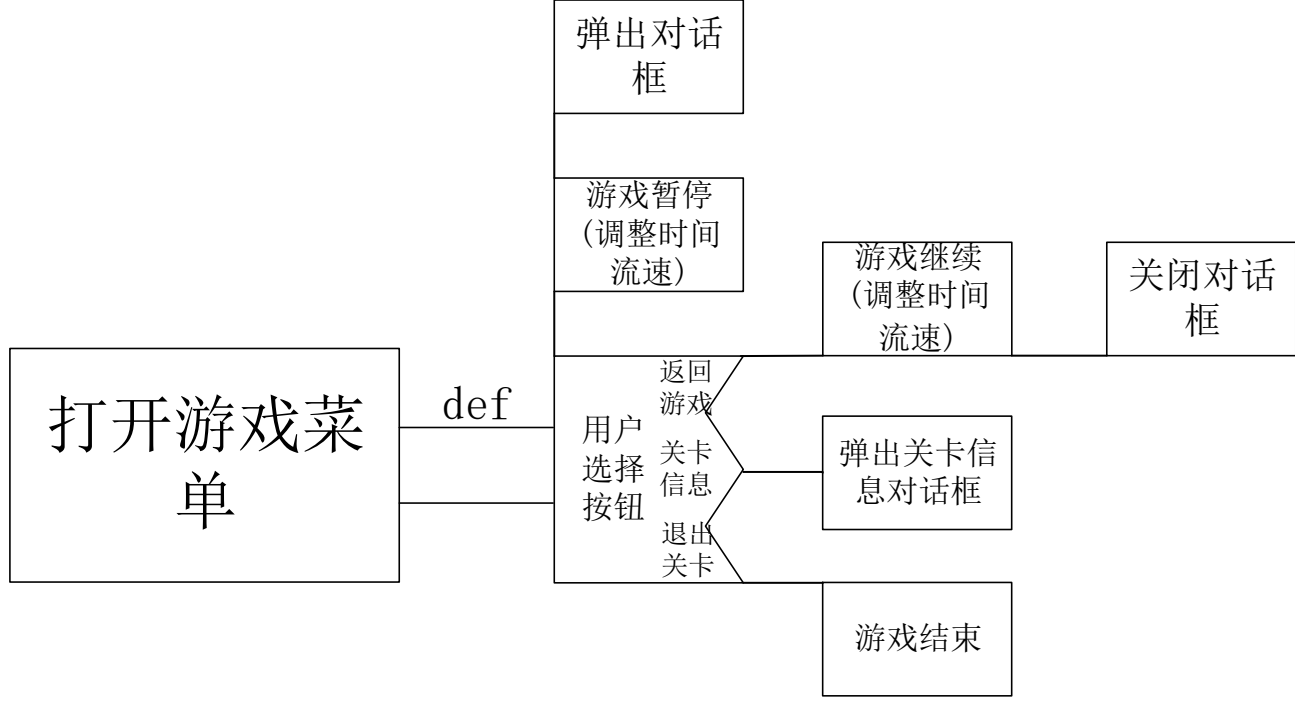 弹出对话
框
游戏暂停
(调整时间
流速)
游戏继续
(调整时间
流速)
关闭对话
框
打开游戏菜
单
def
用户
选择
按钮
返回
游戏
关卡
信息
退出
关卡
弹出关卡信
息对话框
游戏结束